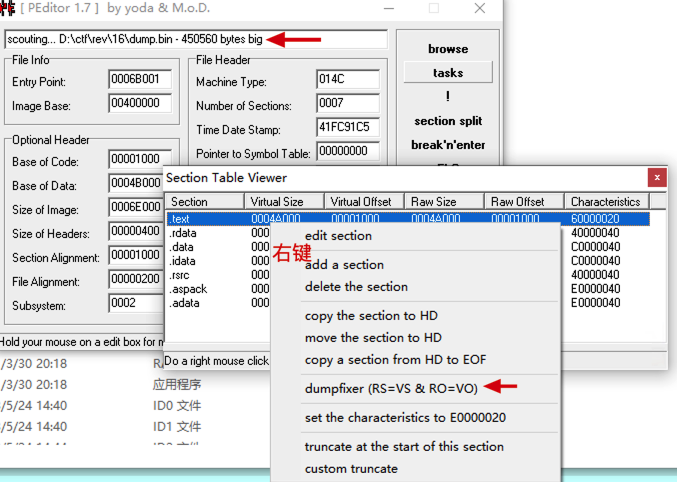 [ PEditor 1.7 ] by yoda & M.o.D.
scouting... D:\ctf\rev\16\dump.bin - 450560 bytes big
browse
tasks
!
section split
break'n'enter
File Info
Entry Point: 0006B001
Image Base: 00400000
File Header
Machine Type: 014C
Number of Sections: 0007
Time Date Stamp: 41FC91C5
Pointer to Symbol Table: 00000000
Optional Header
Base of Code: 00001000
Base of Data: 0004B000
Size of Image: 0006E000
Size of Headers: 00000400
Section Alignment: 00001000
File Alignment: 00000200
Subsystem: 0002
Hold your mouse on a edit box for m
Section Table Viewer
x
Section Virtual Size Virtual Offset Raw Size Raw Offset Characteristics
.text 0004A000 00001000 0004A000 00001000 60000020
.rdata 000 40000040
.data 000 C0000040
.idata 000 C0000040
.rsrc 000 40000040
.aspack 000 E0000040
.adata 000 E0000040
Do a right mouse click
右键
edit section
add a section
delete the section
copy the section to HD
move the section to HD
copy a section from HD to EOF
dumpfixer (RS=VS & RO=VO)
set the characteristics to E0000020
truncate at the start of this section
custom truncate
/3/30 20:18
/3/30 20:18 应用程序
/5/24 14:40 ID0 文件
/5/24 14:40 ID1 文件